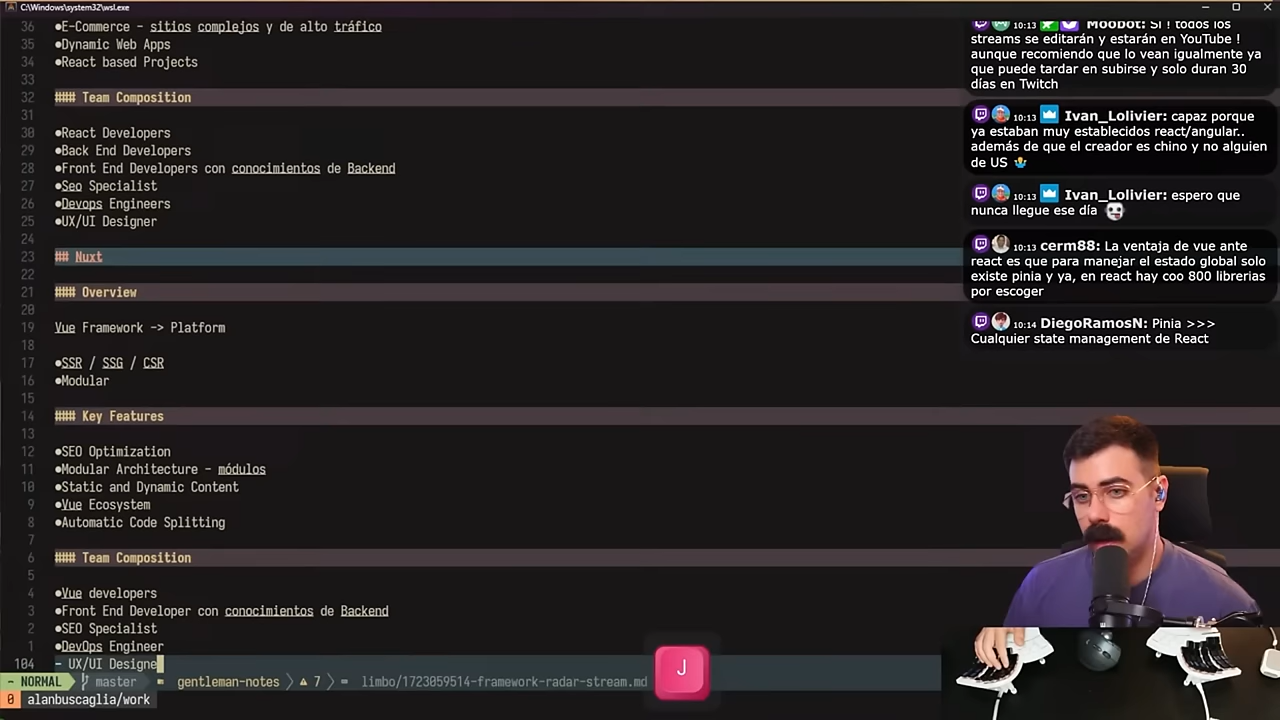 C:\Windows\system32\wsl.exe
36 ●E-Commerce - sitios complejos y de alto tráfico
35 ●Dynamic Web Apps
34 ●React based Projects
33
32 ### Team Composition
31
30 ●React Developers
29 ●Back End Developers
28 ●Front End Developers con conocimientos de Backend
27 ●Seo Specialist
26 ●Devops Engineers
25 ●UX/UI Designer
24
23 ## Nuxt
22
21 ### Overview
20
19 Vue Framework -> Platform
18
17 ●SSR / SSG / CSR
16 ●Modular
15
14 ### Key Features
13
12 ●SEO Optimization
11 ●Modular Architecture - módulos
10 ●Static and Dynamic Content
9 ●Vue Ecosystem
8 ●Automatic Code Splitting
7
6 ### Team Composition
5
4 ●Vue developers
3 ●Front End Developer con conocimientos de Backend
2 ●SEO Specialist
1 ●DevOps Engineer
104 - UX/UI Designe
- NORMAL master gentleman-notes 7 limbo/1723059514-framework-radar-stream.md
0 alanbuscaglia/work
10:13 Moobot: SI ! todos los
streams se editarán y estarán en YouTube !
aunque recomiendo que lo vean igualmente ya
que puede tardar en subirse y solo duran 30
días en Twitch
10:13 Ivan_Lolivier: capaz porque
ya estaban muy establecidos react/angular..
además de que el creador es chino y no alguien
de US
10:13 Ivan_Lolivier: espero que
nunca llegue ese día
10:13 cerm88: La ventaja de vue ante
react es que para manejar el estado global solo
existe pinia y ya, en react hay coo 800 librerias
por escoger
10:14 DiegoRamosN: Pinia >>>
Cualquier state management de React
J